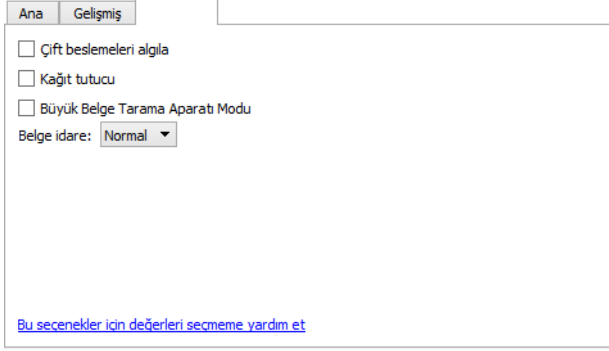 Ana Gelişmiş
Çift beslemeleri algıla
Kağıt tutucu
Büyük Belge Tarama Aparatı Modu
Belge idare: Normal
Bu seçenekler için değerleri seçmeme yardım et